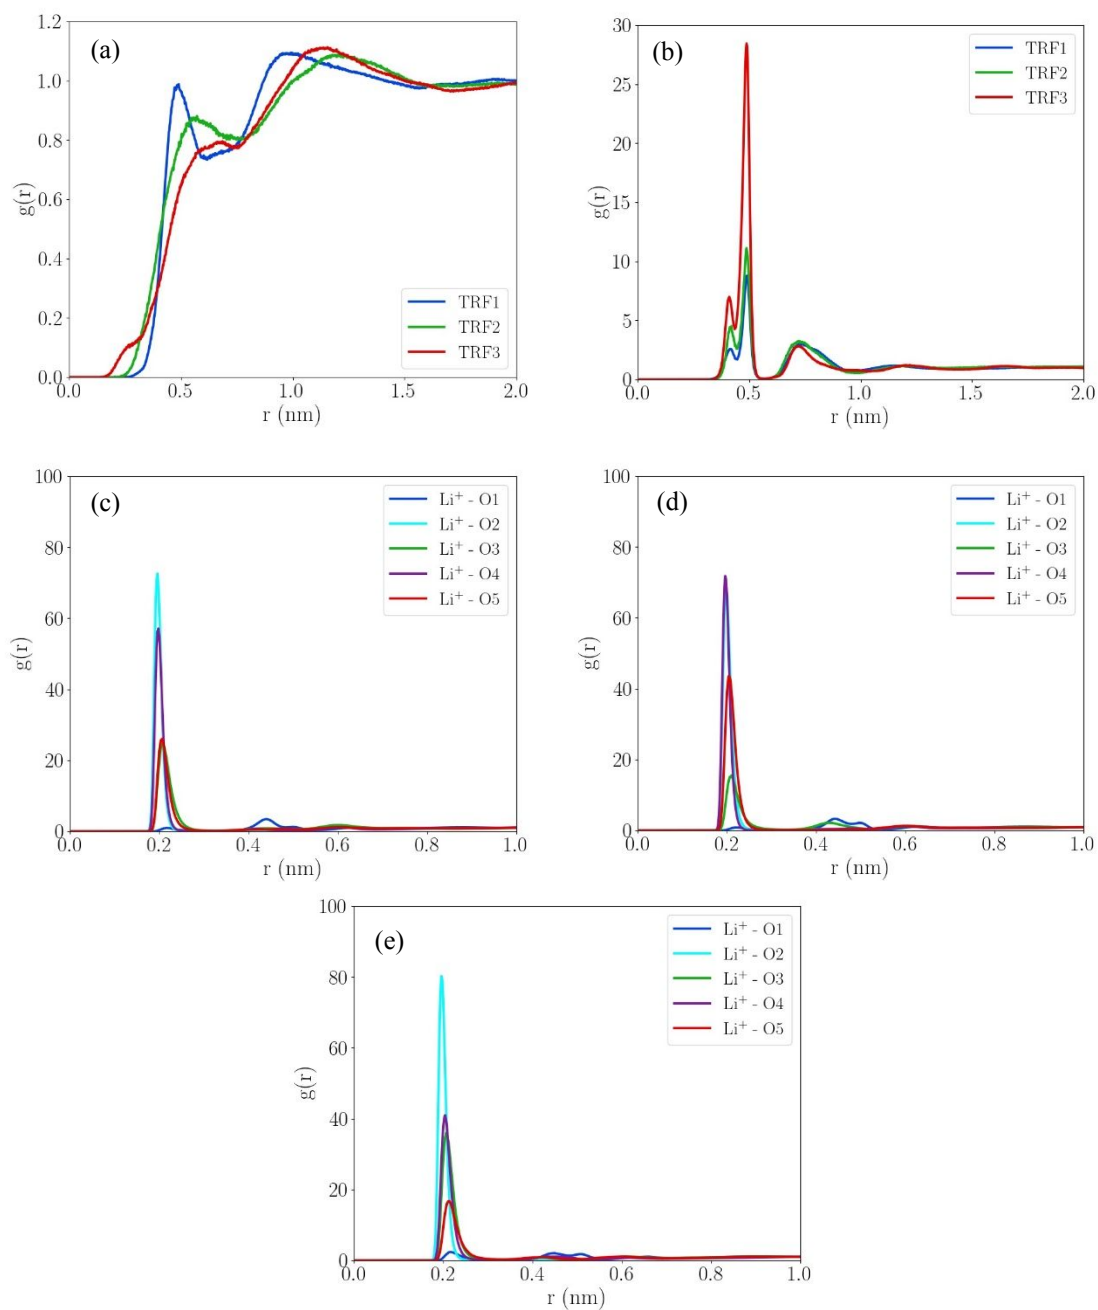 (a)
g(r)
1.2
1.0
0.8
0.6
0.4
0.2
0.0
TRF1
TRF2
TRF3
0.0 0.5 1.0 1.5 2.0
r (nm)
(b)
g(r)
30
25
20
15
10
5
0
TRF1
TRF2
TRF3
0.0 0.5 1.0 1.5 2.0
r (nm)
(c)
g(r)
100
80
60
40
20
0
Li⁺ - O1
Li⁺ - O2
Li⁺ - O3
Li⁺ - O4
Li⁺ - O5
0.0 0.2 0.4 0.6 0.8 1.0
r (nm)
(d)
g(r)
100
80
60
40
20
0
Li⁺ - O1
Li⁺ - O2
Li⁺ - O3
Li⁺ - O4
Li⁺ - O5
0.0 0.2 0.4 0.6 0.8 1.0
r (nm)
(e)
g(r)
100
80
60
40
20
0
Li⁺ - O1
Li⁺ - O2
Li⁺ - O3
Li⁺ - O4
Li⁺ - O5
0.0 0.2 0.4 0.6 0.8 1.0
r (nm)